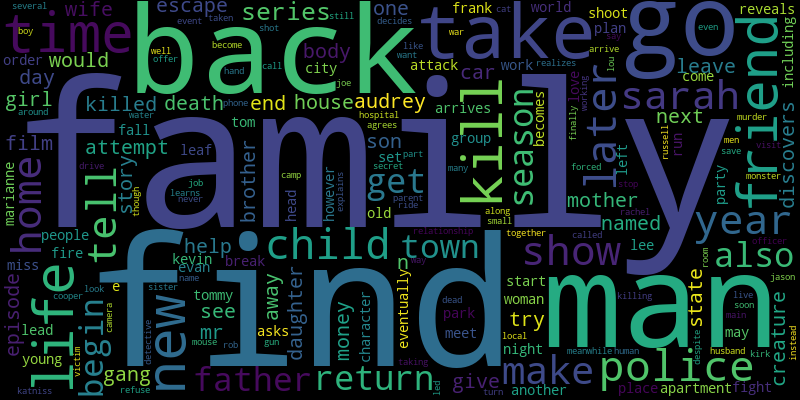 family
find
back
man
go
take
time
friend
later
kill
life
home
new
child
town
show
police
year
sarah
season
get
tell
begin
father
return
make
also
mother
named
next
series
would
wife
escape
one
frank
world
shoot
plan
reveals
including
several
event
taken
boy
shot
still
decides
cat
war
say
even
order
well
become
like
joe
body
day
offer
call
want
city
attack
work
realizes
lou
leave
come
girl
killed
death
hand
end
house
phone
audrey
car
arrives
love
working
discovers
around
water
hospital
agrees
becomes
finally
murder
film
fall
tom
son
group
russell
run
men
save
visit
attempt
leaf
brother
set
part
secret
left
forced
party
monster
marianne
story
learns
job
never
camp
head
explains
however
parent
ride
old
many
along
small
stop
rachel
drive
though
people
help
kevin
evan
name
break
relationship
together
called
lee
officer
miss
fire
tommy
see
away
n
way
start
room
jason
episode
look
e
sister
daughter
character
dead
park
woman
state
live
soon
main
may
creature
instead
lead
cooper
camera
mr
asks
money
eventually
meet
try
local
killing
young
victim
detective
mouse
rob
gun
night
meanwhile
human
despite
husband
kirk
katniss
gang
refuse
taking
led
give
turn
another
place
apartment
fight